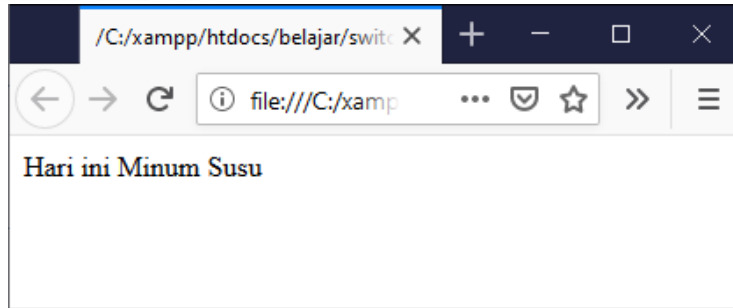 /C:/xampp/htdocs/belajar/switc
file:///C:/xamp
Hari ini Minum Susu